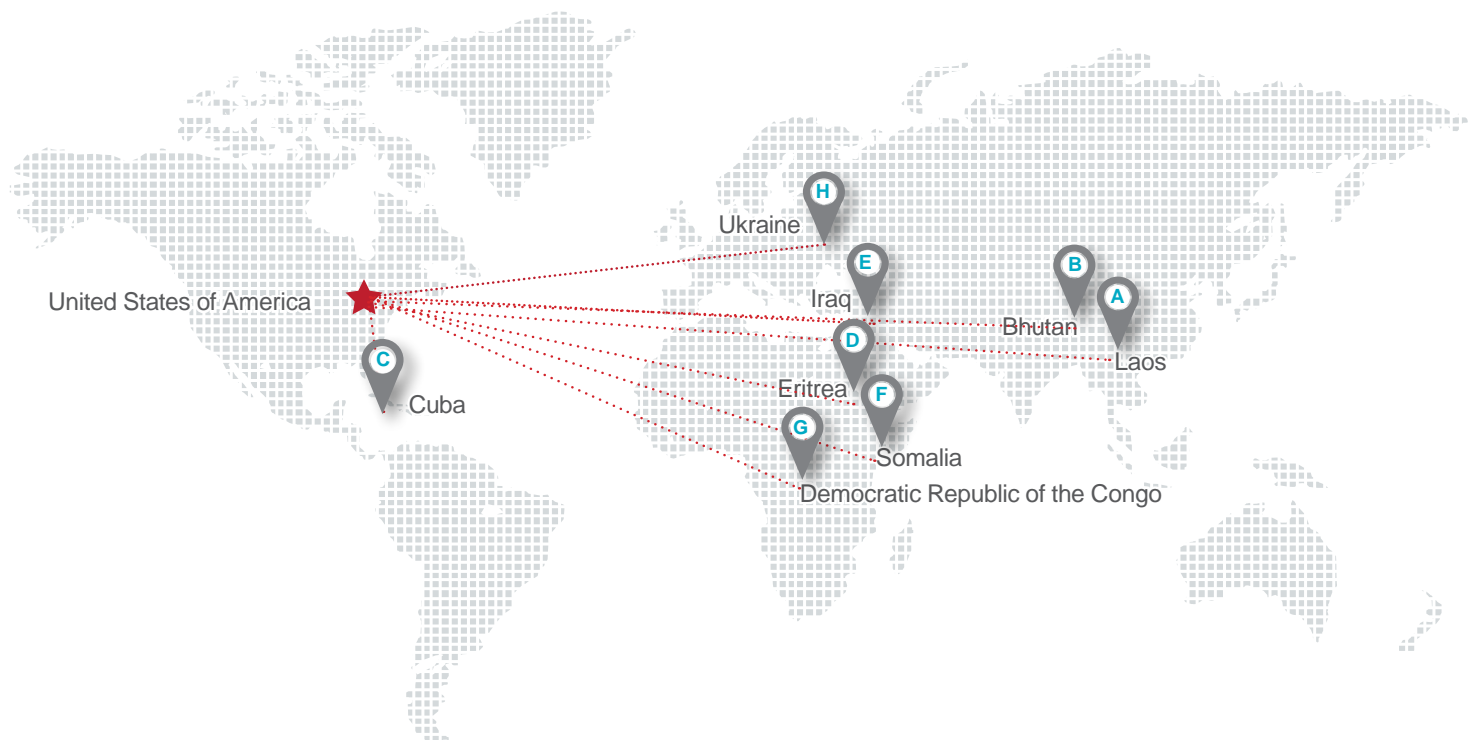 H
Ukraine
E
B
Iraq
A
United States of America
Bhutan
D
C
Laos
Eritrea
F
Cuba
G
Somalia
Democratic Republic of the Congo